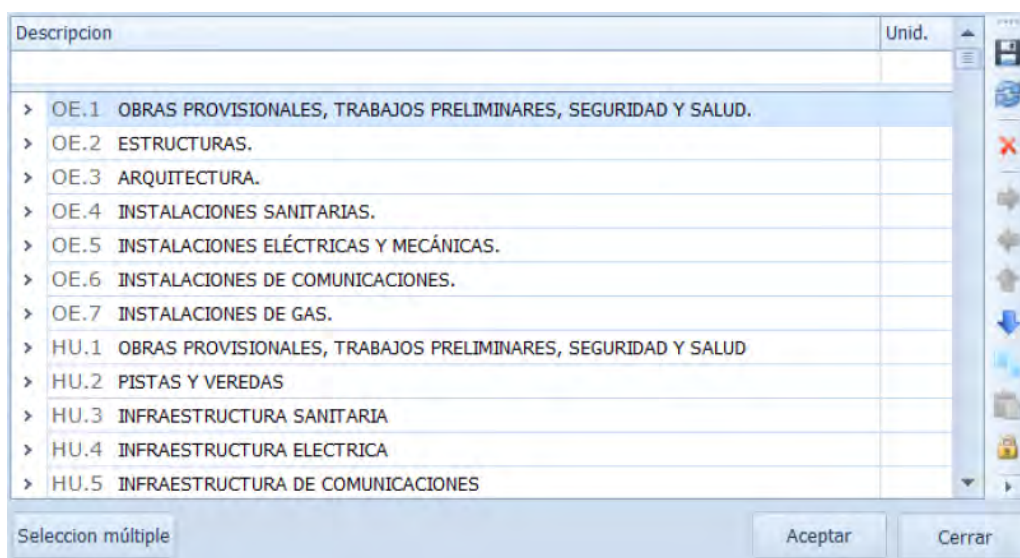 Descripcion Unid.
OE.1 OBRAS PROVISIONALES, TRABAJOS PRELIMINARES, SEGURIDAD Y SALUD.
OE.2 ESTRUCTURAS.
OE.3 ARQUITECTURA.
OE.4 INSTALACIONES SANITARIAS.
OE.5 INSTALACIONES ELÉCTRICAS Y MECÁNICAS.
OE.6 INSTALACIONES DE COMUNICACIONES.
OE.7 INSTALACIONES DE GAS.
HU.1 OBRAS PROVISIONALES, TRABAJOS PRELIMINARES, SEGURIDAD Y SALUD
HU.2 PISTAS Y VEREDAS
HU.3 INFRAESTRUCTURA SANITARIA
HU.4 INFRAESTRUCTURA ELECTRICA
HU.5 INFRAESTRUCTURA DE COMUNICACIONES
Seleccion múltiple Aceptar Cerrar